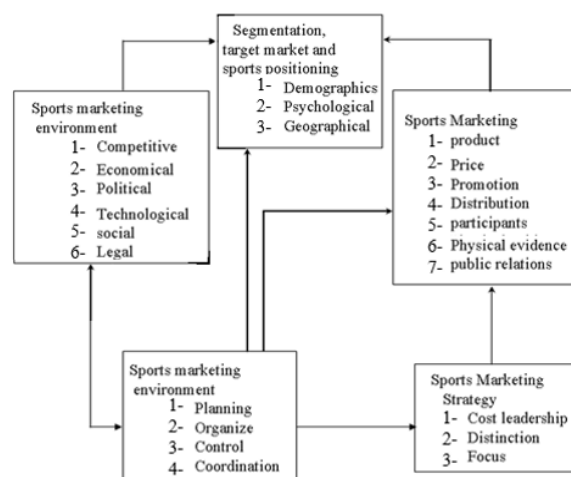 Segmentation,
target market and
sports positioning
1- Demographics
2- Psychological
3- Geographical
Sports marketing
environment
1- Competitive
2- Economical
3- Political
4- Technological
5- social
6- Legal
Sports Marketing
1- product
2- Price
3- Promotion
4- Distribution
5- participants
6- Physical evidence
7- public relations
Sports marketing
environment
1- Planning
2- Organize
3- Control
4- Coordination
Sports Marketing
Strategy
1- Cost leadership
2- Distinction
3- Focus